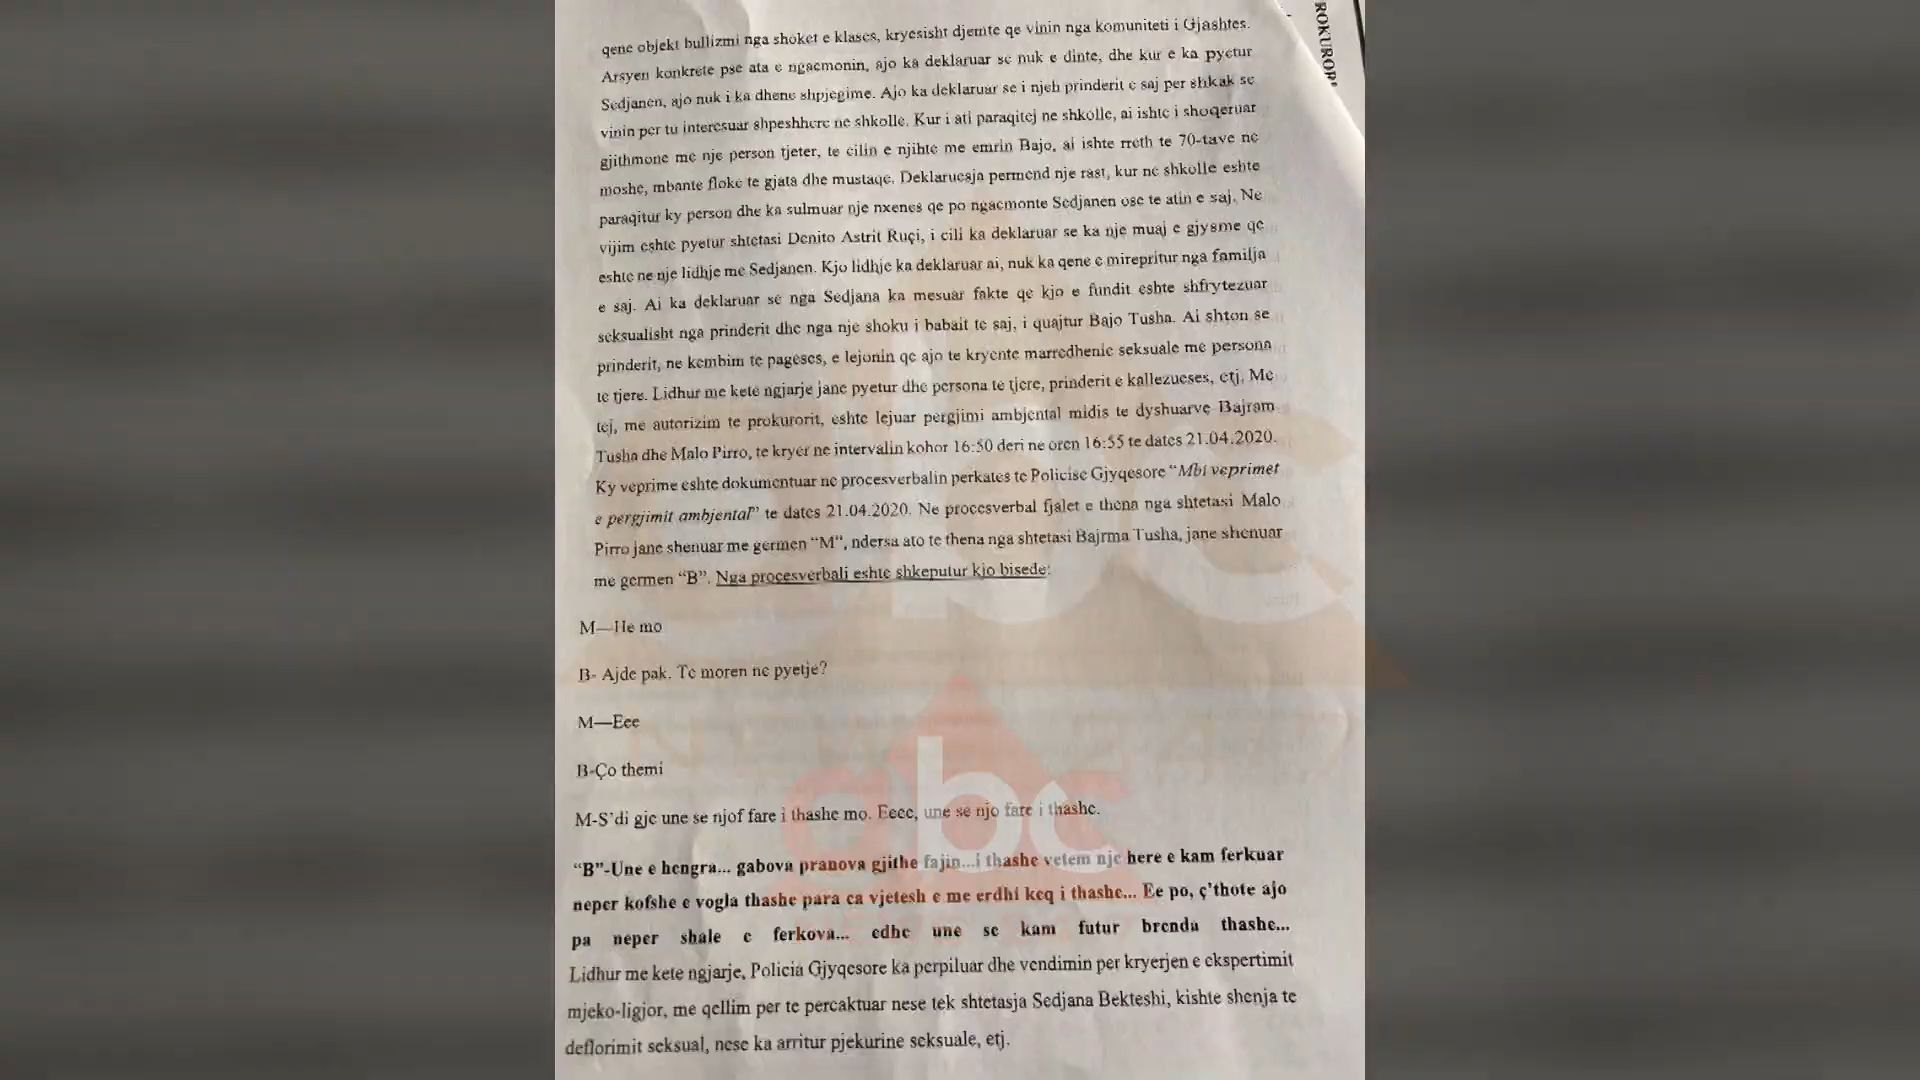 ROKUROR
qene objekt bullizmi nga shoket e klases, kryesisht djemte qe vinin nga komuniteti i Gjashtes.
Arsyen konkrete pse ata e ngacmonin, ajo ka deklaruar se nuk e dinte, dhe kur e ka pyetur
Sedjanen, ajo nuk i ka dhene shpjegime. Ajo ka deklaruar se i njeh prinderit e saj per shkak se
vinin per tu interesuar shpeshhere ne shkolle. Kur i ati paraqitej ne shkolle, ai ishte i shoqeruar
gjithmone me nje person tjeter, te cilin e njihte me emrin Bajo, ai ishte rreth te 70-tave ne
moshe, mbante floke te gjata dhe mustaqe. Deklaruesja permend nje rast, kur ne shkolle eshte
paraqitur ky person dhe ka sulmuar nje nxenes qe po ngacmonte Sedjanen ose te atin e saj. Ne
vijim eshte pyetur shtetasi Denito Astrit Ruçi, i cili ka deklaruar se ka nje muaj e gjysme qe
eshte ne nje lidhje me Sedjanen. Kjo lidhje ka deklaruar ai, nuk ka qene e mirepritur nga familja
e saj. Ai ka deklaruar se nga Sedjana ka mesuar fakte qe kjo e fundit eshte shfrytezuar
seksualisht nga prinderit dhe nga nje shoku i babait te saj, i quajtur Bajo Tusha. Ai shton se
prinderit, ne kembim te pageses, e lejonin qe ajo te kryente marredhenie seksuale me persona
te tjere. Lidhur me kete ngjarje jane pyetur dhe persona te tjere, prinderit e kallezueses, etj. Me
tej, me autorizim te prokurorit, eshte lejuar pergjimi ambjental midis te dyshuarve Bajram
Tusha dhe Malo Pirro, te kryer ne intervalin kohor 16:50 deri ne oren 16:55 te dates 21.04.2020.
Ky veprime eshte dokumentuar ne procesverbalin perkates te Policise Gjyqesore “Mbi veprimet
e pergjimit ambjental” te dates 21.04.2020. Ne procesverbal fjalet e thena nga shtetasi Malo
Pirro jane shenuar me germen “M”, ndersa ato te thena nga shtetasi Bajrma Tusha, jane shenuar
me germen “B”. Nga procesverbali eshte shkeputur kjo bisede:
M—He mo
B- Ajde pak. Te moren ne pyetje?
M—Eee
B-Ço themi
M-S’di gje une se njof fare i thashe mo. Eeee, une se njo fare i thashe.
“B”-Une e hengra... gabova pranova gjithe fajin...i thashe vetem nje here e kam ferkuar
neper kofshe e vogla thashe para ca vjetesh e me erdhi keq i thashe... Ee po, ç’thote ajo
pa neper shale e ferkova... edhe une se kam futur brenda thashe...
Lidhur me kete ngjarje, Policia Gjyqesore ka perpiluar dhe vendimin per kryerjen e ekspertimit
mjeko-ligjor, me qellim per te percaktuar nese tek shtetasja Sedjana Bekteshi, kishte shenja te
deflorimit seksual, nese ka arritur pjekurine seksuale, etj.
abc